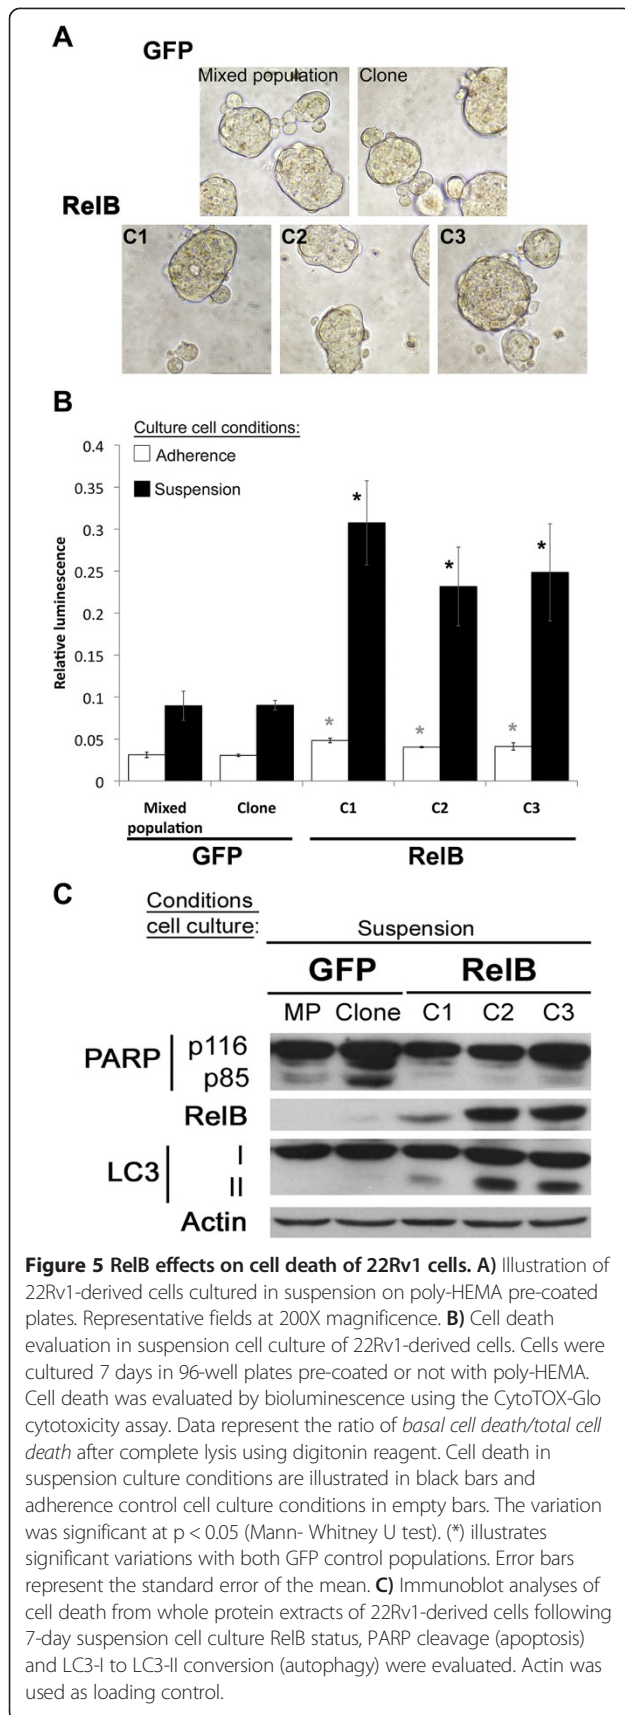 A
GFP
Mixed population
Clone
RelB
C1
C2
C3
B
Culture cell conditions:
Adherence
Suspension
Relative luminescence
0.4
0.35
0.3
0.25
0.2
0.15
0.1
0.05
0
*
*
*
*
*
*
Mixed population
Clone
C1
C2
C3
GFP
RelB
C
Conditions
cell culture:
Suspension
GFP
RelB
MP Clone C1 C2 C3
PARP
p116
p85
RelB
LC3
I
II
Actin
Figure 5 RelB effects on cell death of 22Rv1 cells. A) Illustration of
22Rv1-derived cells cultured in suspension on poly-HEMA pre-coated
plates. Representative fields at 200X magnificence. B) Cell death
evaluation in suspension cell culture of 22Rv1-derived cells. Cells were
cultured 7 days in 96-well plates pre-coated or not with poly-HEMA.
Cell death was evaluated by bioluminescence using the CytoTOX-Glo
cytotoxicity assay. Data represent the ratio of basal cell death/total cell
death after complete lysis using digitonin reagent. Cell death in
suspension culture conditions are illustrated in black bars and
adherence control cell culture conditions in empty bars. The variation
was significant at p < 0.05 (Mann- Whitney U test). (*) illustrates
significant variations with both GFP control populations. Error bars
represent the standard error of the mean. C) Immunoblot analyses of
cell death from whole protein extracts of 22Rv1-derived cells following
7-day suspension cell culture RelB status, PARP cleavage (apoptosis)
and LC3-I to LC3-II conversion (autophagy) were evaluated. Actin was
used as loading control.